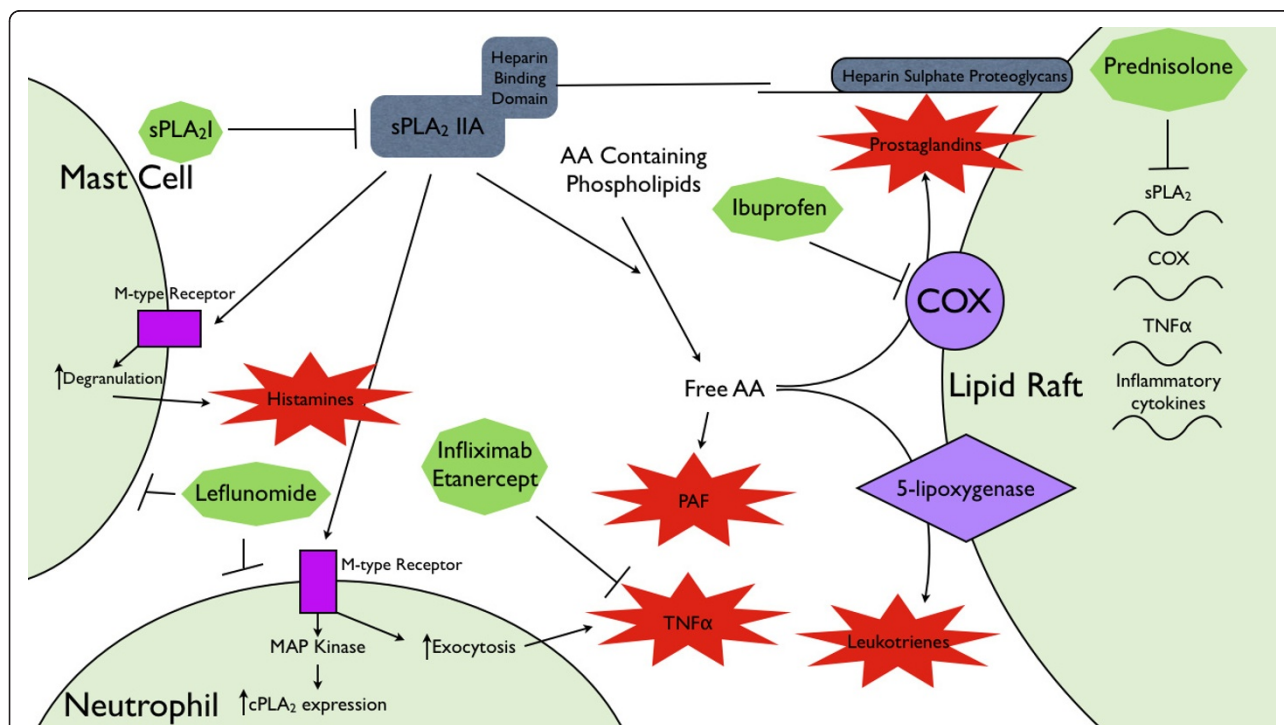 Heparin
Binding
Domain
Heparin Sulphate Proteoglycans
Prednisolone
sPLA₂I
sPLA₂ IIA
Prostaglandins
AA Containing
Phospholipids
Mast Cell
sPLA₂
Ibuprofen
COX
COX
M-type Receptor
TNFα
↑Degranulation
Free AA
Lipid Raft
Inflammatory
cytokines
Histamines
Infliximab
Etanercept
Leflunomide
PAF
5-lipoxygenase
M-type Receptor
TNFα
MAP Kinase
↑Exocytosis
Leukotrienes
Neutrophil
↑cPLA₂ expression